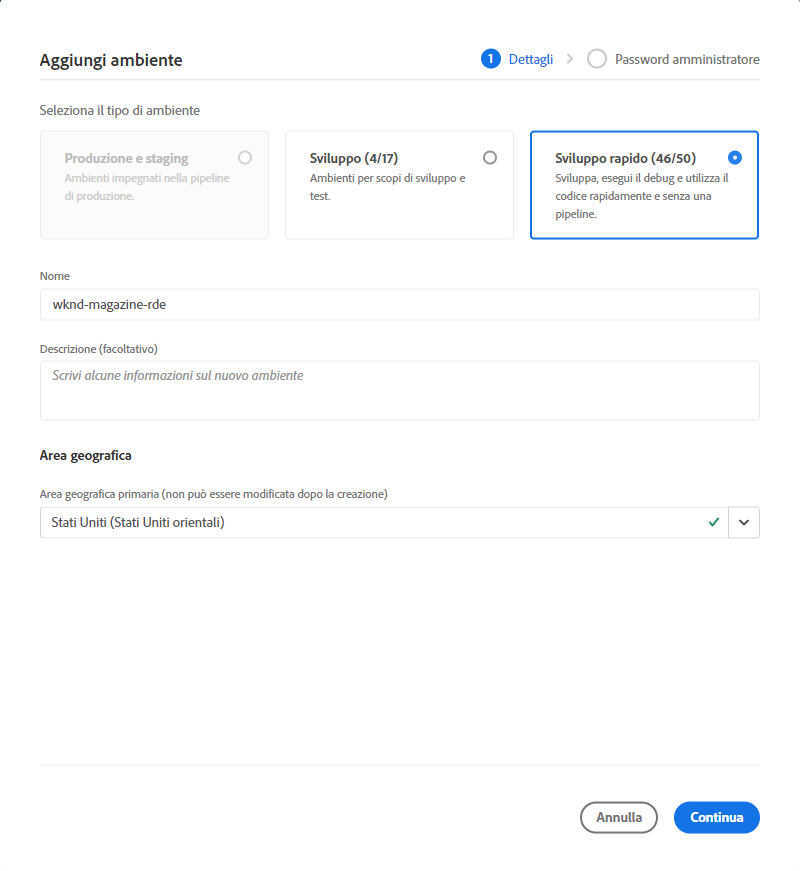 Aggiungi ambiente
1 Dettagli
Password amministratore
Seleziona il tipo di ambiente
Produzione e staging
Ambienti impegnati nella pipeline
di produzione.
Sviluppo (4/17)
Ambienti per scopi di sviluppo e
test.
Sviluppo rapido (46/50)
Sviluppa, esegui il debug e utilizza il
codice rapidamente e senza una
pipeline.
Nome
wknd-magazine-rde
Descrizione (facoltativo)
Scrivi alcune informazioni sul nuovo ambiente
Area geografica
Area geografica primaria (non può essere modificata dopo la creazione)
Stati Uniti (Stati Uniti orientali)
Annulla
Continua